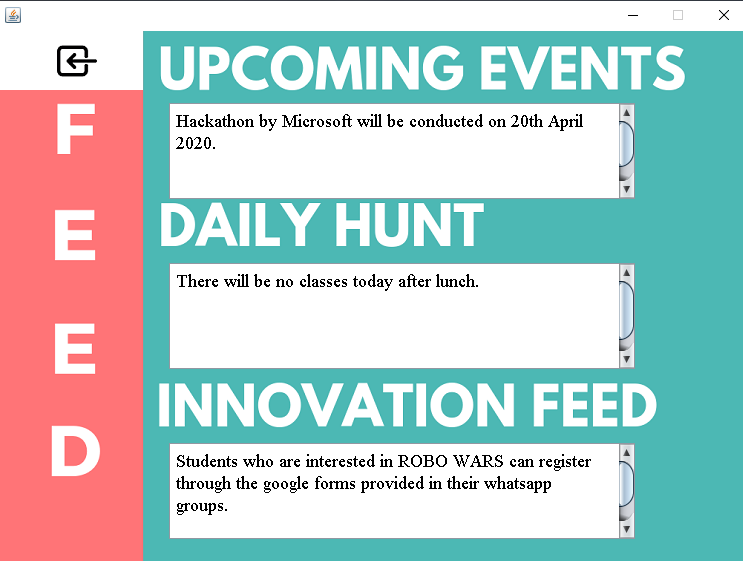 UPCOMING EVENTS
Hackathon by Microsoft will be conducted on 20th April
2020.
DAILY HUNT
There will be no classes today after lunch.
INNOVATION FEED
Students who are interested in ROBO WARS can register
through the google forms provided in their whatsapp
groups.
F
E
E
D